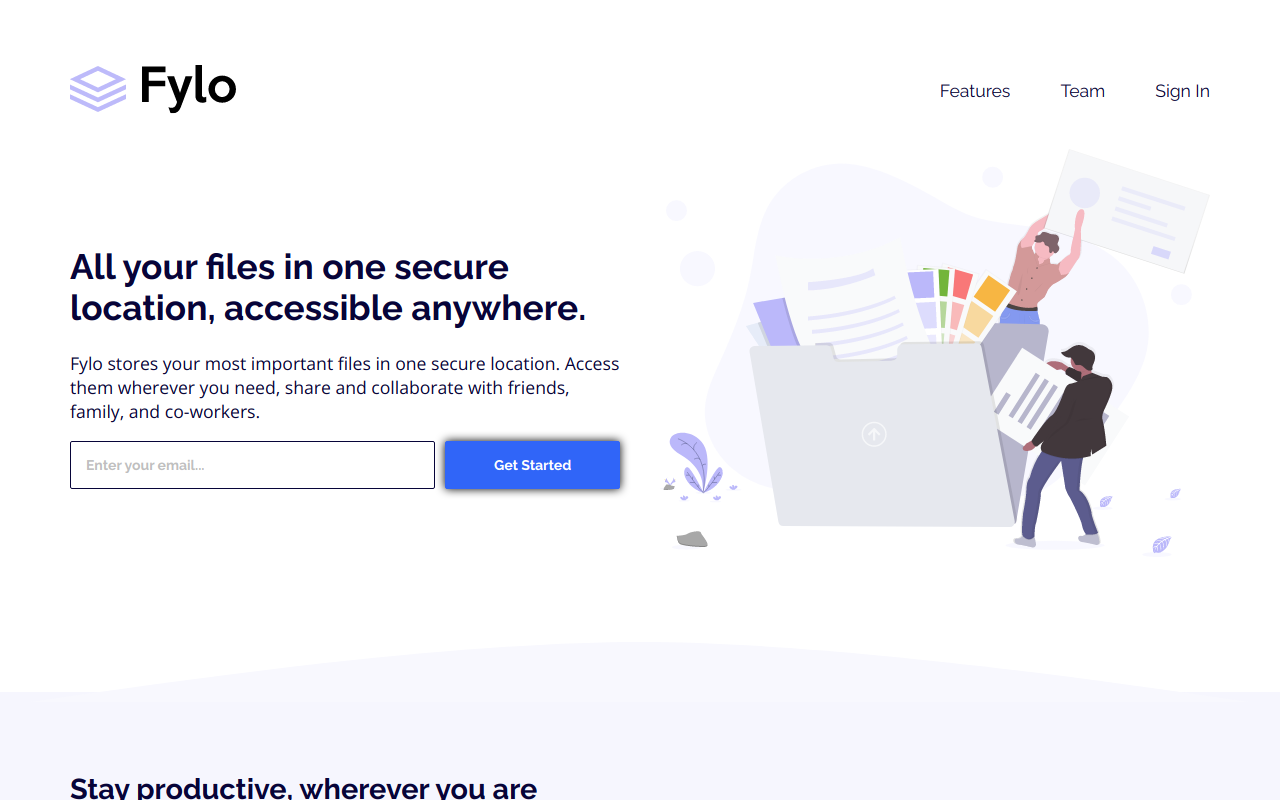 Fylo
Features
Team
Sign In
All your files in one secure
location, accessible anywhere.
Fylo stores your most important files in one secure location. Access
them wherever you need, share and collaborate with friends,
family, and co-workers.
Enter your email...
Get Started
Stay productive, wherever you are